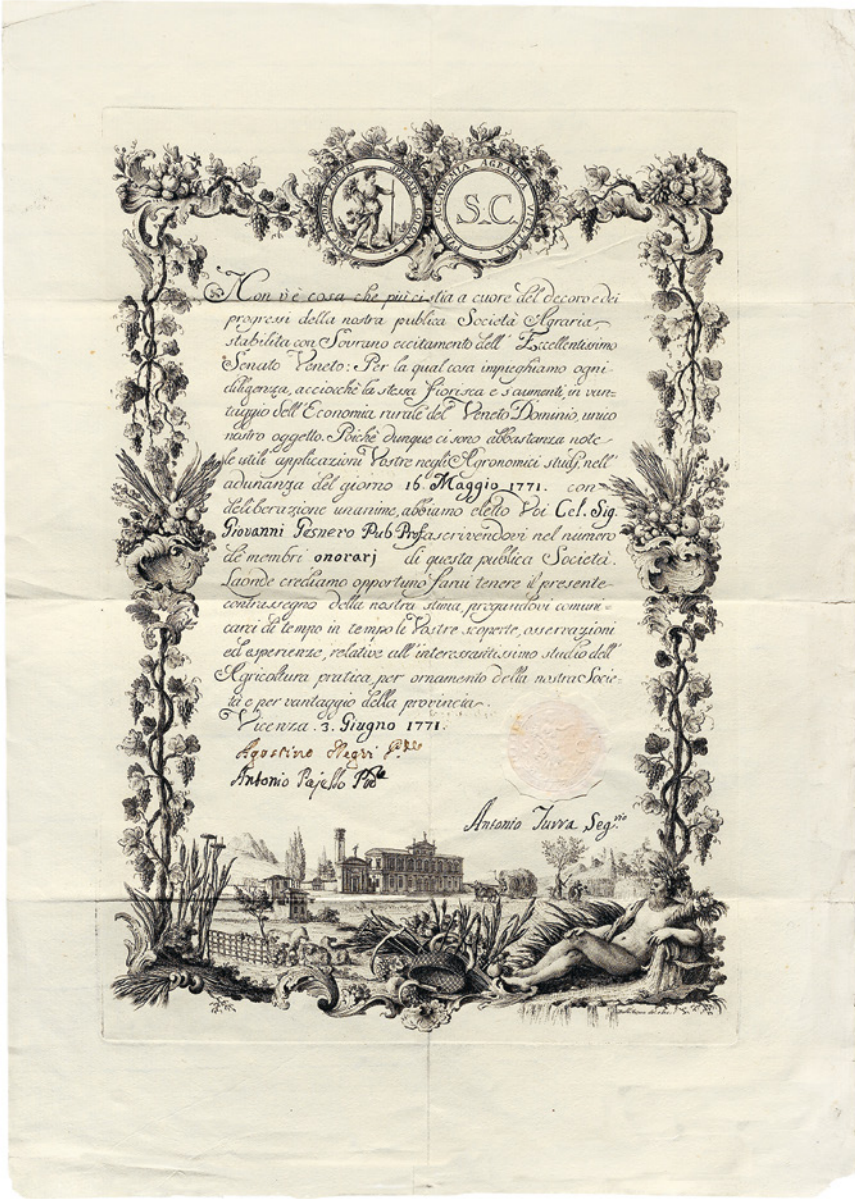 ACCADEMIA AGRARIA
S.C.
Non v'è cosa che più ci stia a cuore del decoro e dei
progressi della nostra publica Società Agraria,
stabilita con Sovrano eccitamento dell' Eccellentissimo
Senato Veneto: Per la qual cosa impieghiamo ogni
diligenza, acciocchè la stessa fiorisca e s'aumenti, in van=
taggio dell'Economia rurale del Veneto Dominio, unico
nostro oggetto. Poichè dunque ci sono abbastanza note
le utili applicazioni Vostre negli Agronomici studj, nell'
adunanza del giorno 16. Maggio 1771. con
deliberazione unanime, abbiamo eletto Voi Cel. Sig.
Giovanni Gesnero Pub. Prof. ascrivendovi nel numero
de' membri onorarj di questa publica Società.
Laonde crediamo opportuno farvi tenere il presente
contrassegno della nostra stima, pregandovi comuni=
carci di tempo in tempo le Vostre scoperte, osservazioni
ed esperienze, relative all'interessantissimo studio dell'
Agricoltura pratica, per ornamento della nostra Socie=
tà e per vantaggio della provincia.
Vicenza. 3. Giugno 1771.
Agostino Negri
Antonio Pajello
Antonio Turra Seg.rio